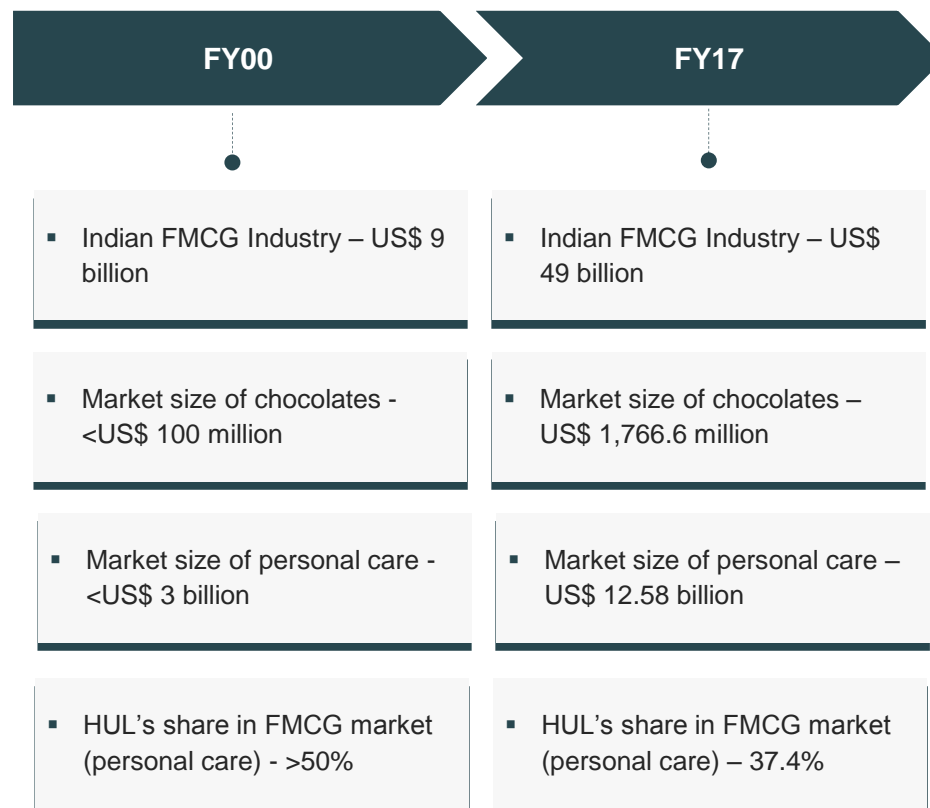 FY00
FY17
▪ Indian FMCG Industry – US$ 9
billion
▪ Indian FMCG Industry – US$
49 billion
▪ Market size of chocolates -
<US$ 100 million
▪ Market size of chocolates –
US$ 1,766.6 million
▪ Market size of personal care -
<US$ 3 billion
▪ Market size of personal care –
US$ 12.58 billion
▪ HUL’s share in FMCG market
(personal care) - >50%
▪ HUL’s share in FMCG market
(personal care) – 37.4%